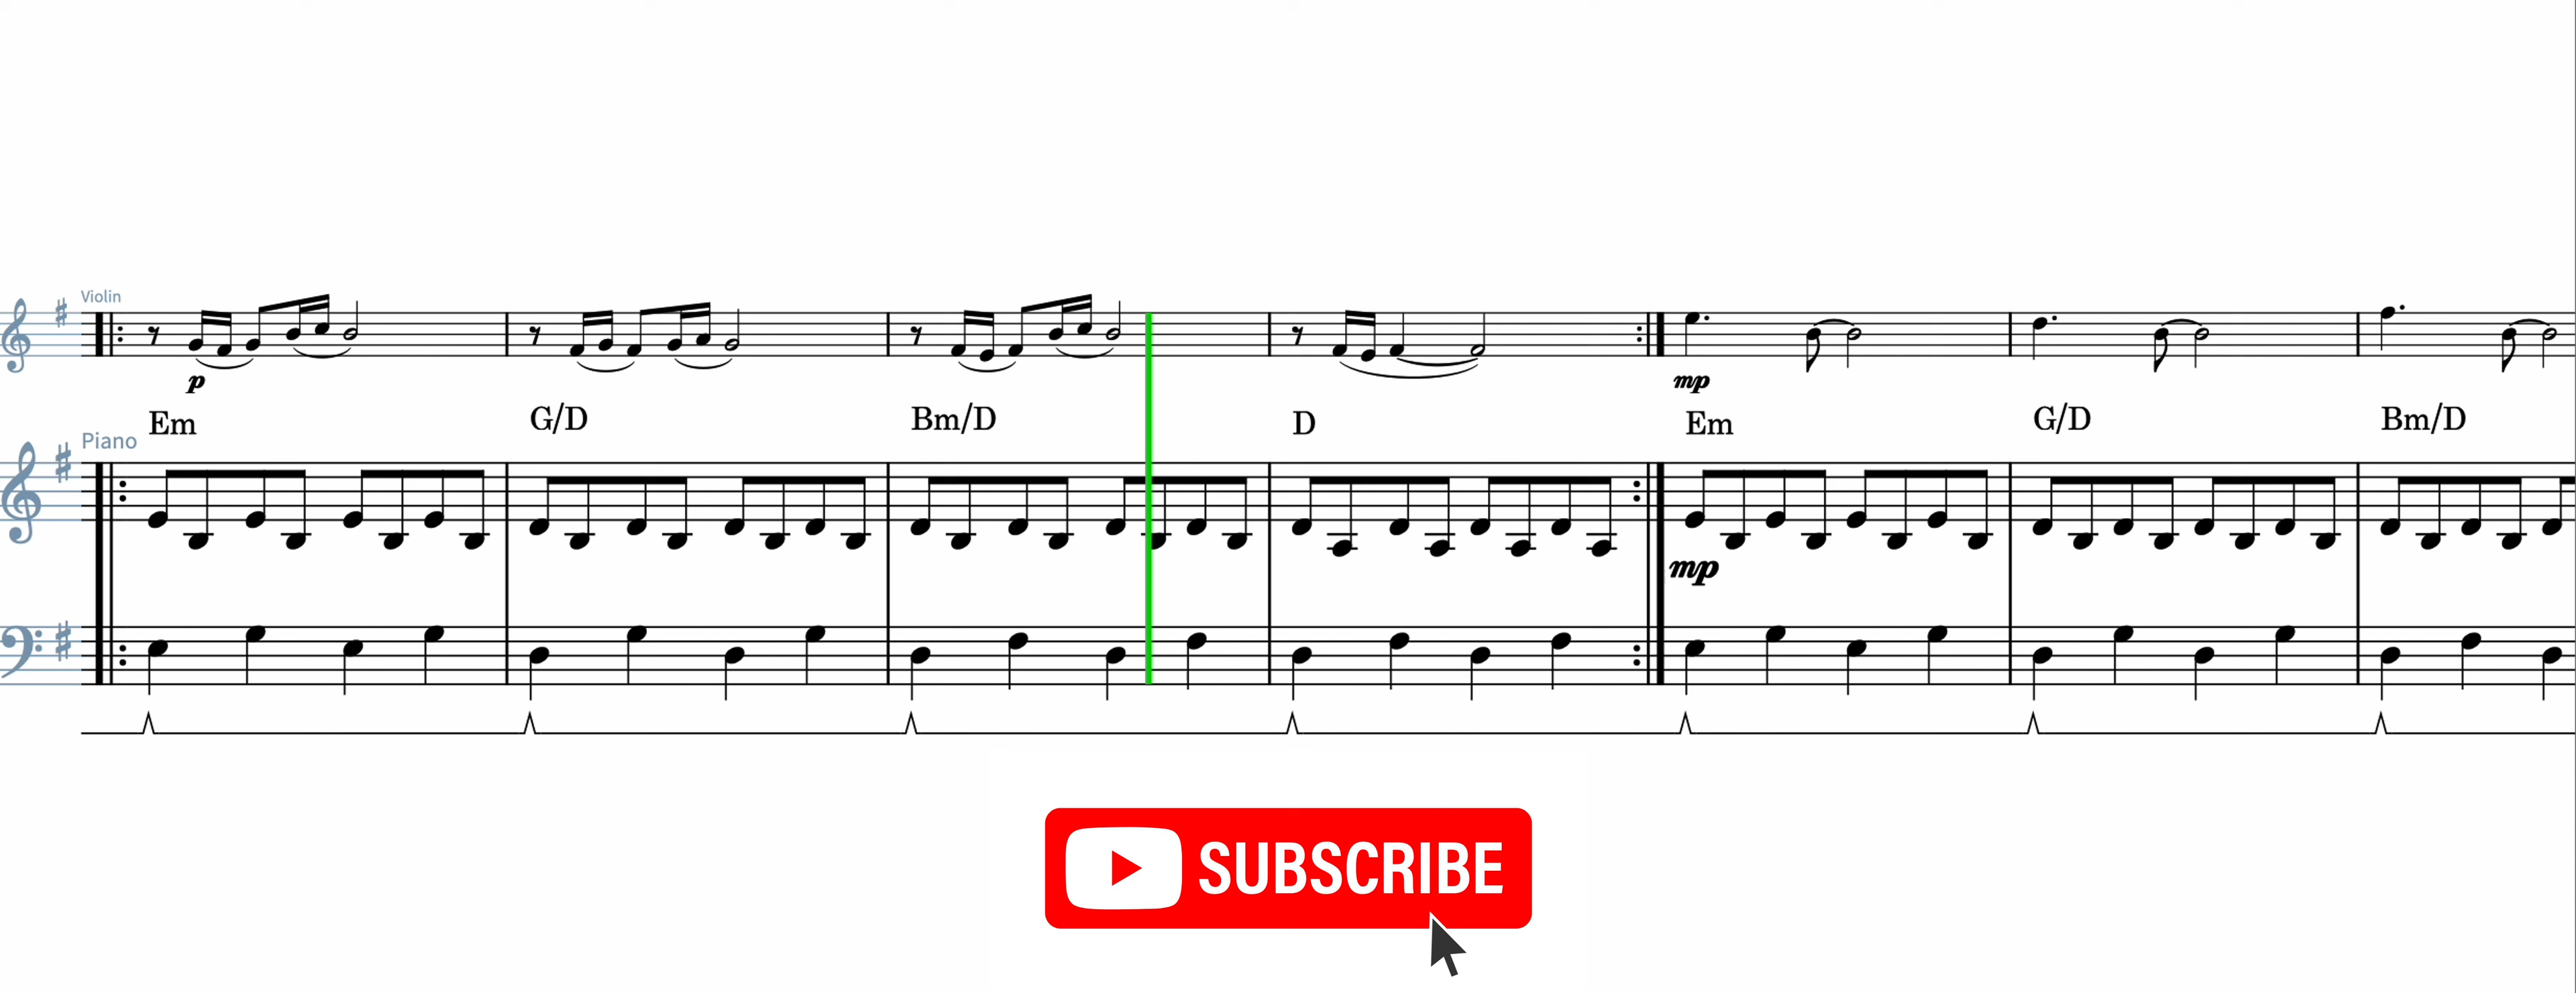 Violin
p
mp
Em G/D Bm/D D Em G/D Bm/D
Piano
mp
SUBSCRIBE